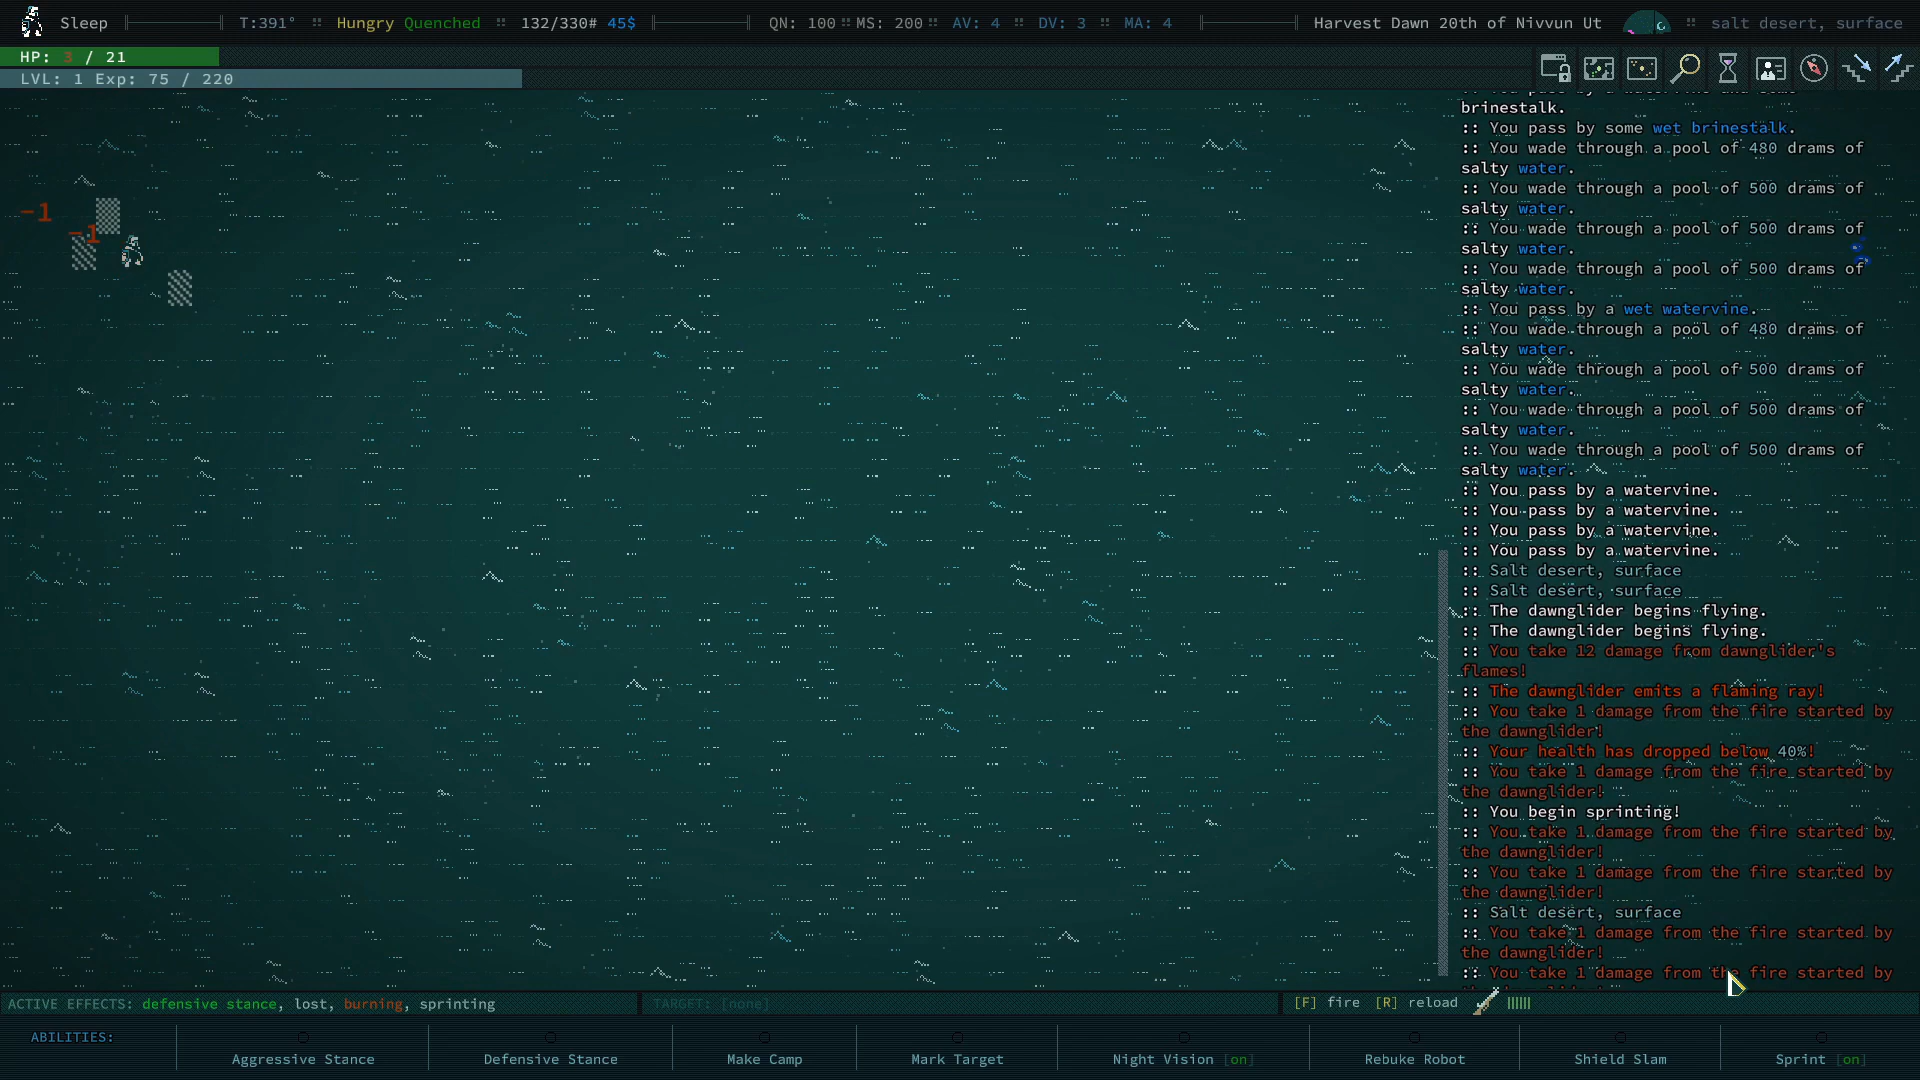 Sleep T:391° Hungry Quenched 132/330# 45$ QN: 100 MS: 200 AV: 4 DV: 3 MA: 4 Harvest Dawn 20th of Nivvun Ut salt desert, surface
HP: 3 / 21
LVL: 1 Exp: 75 / 220
brinestalk.
:: You pass by some wet brinestalk.
:: You wade through a pool of 480 drams of
salty water.
:: You wade through a pool of 500 drams of
salty water.
:: You wade through a pool of 500 drams of
salty water.
:: You wade through a pool of 500 drams of
salty water.
:: You pass by a wet watervine.
:: You wade through a pool of 480 drams of
salty water.
:: You wade through a pool of 500 drams of
salty water.
:: You wade through a pool of 500 drams of
salty water.
:: You wade through a pool of 500 drams of
salty water.
:: You pass by a watervine.
:: You pass by a watervine.
:: You pass by a watervine.
:: You pass by a watervine.
:: Salt desert, surface
:: Salt desert, surface
:: The dawnglider begins flying.
:: The dawnglider begins flying.
:: You take 12 damage from dawnglider's
flames!
:: The dawnglider emits a flaming ray!
:: You take 1 damage from the fire started by
the dawnglider!
:: Your health has dropped below 40%!
:: You take 1 damage from the fire started by
the dawnglider!
:: You begin sprinting!
:: You take 1 damage from the fire started by
the dawnglider!
:: You take 1 damage from the fire started by
the dawnglider!
:: Salt desert, surface
:: You take 1 damage from the fire started by
the dawnglider!
:: You take 1 damage from the fire started by
-1
-1
ACTIVE EFFECTS: defensive stance, lost, burning, sprinting
TARGET: [none]
[F] fire [R] reload
ABILITIES:
Aggressive Stance
Defensive Stance
Make Camp
Mark Target
Night Vision [on]
Rebuke Robot
Shield Slam
Sprint [on]